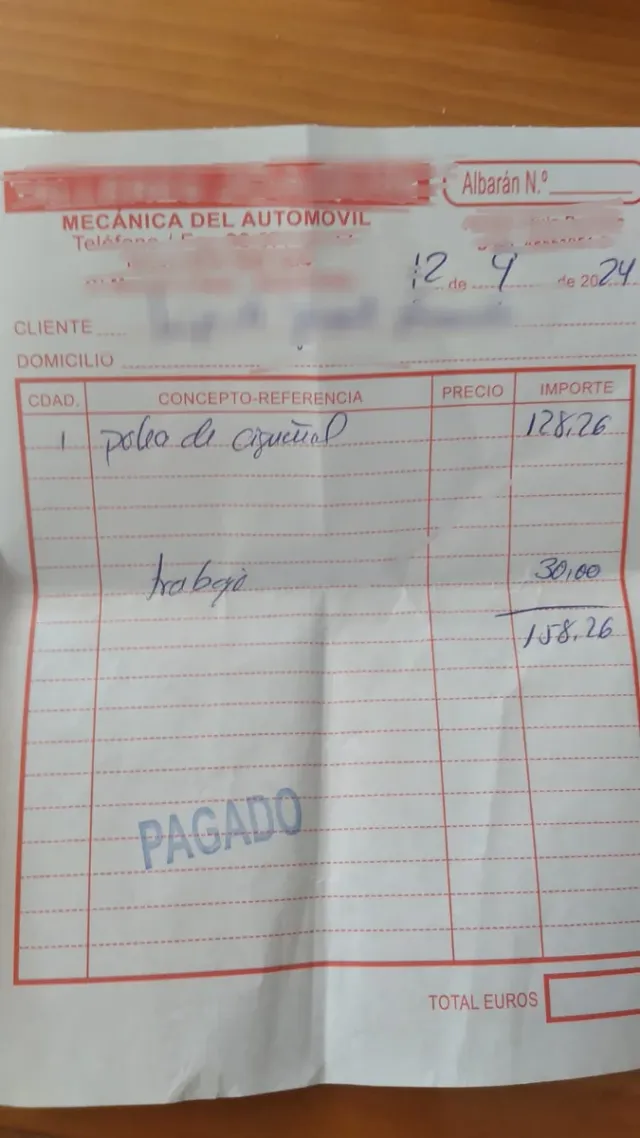 Albarán N.º
MECÁNICA DEL AUTOMÓVIL
12 de 4 de 2024
CLIENTE
DOMICILIO
CDAD. CONCEPTO-REFERENCIA PRECIO IMPORTE
1 polea de cigueñal 128,26
trabajo 30,00
158,26
PAGADO
TOTAL EUROS